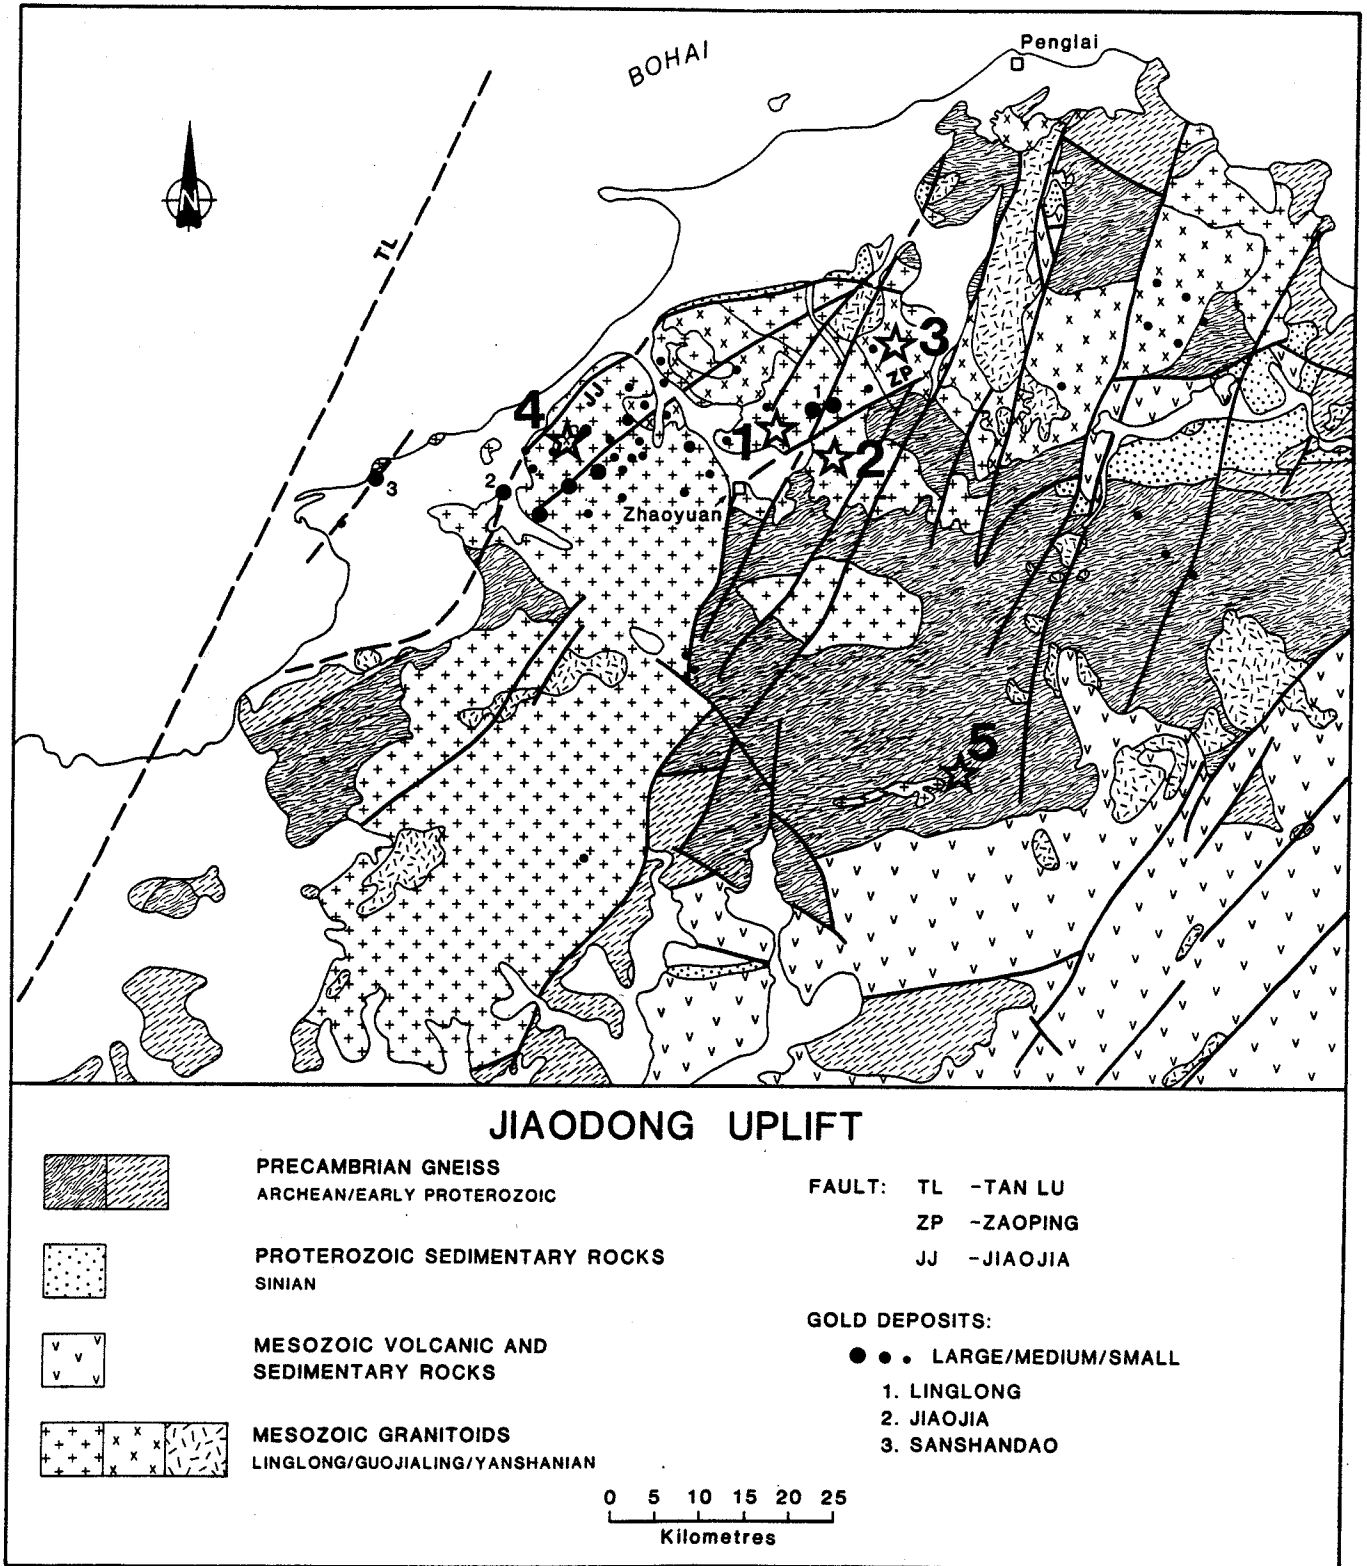 Penglai
BOHAI
N
TL
3
ZP
JJ
4
1
1
2
3
2
Zhaoyuan
5
JIAODONG UPLIFT
PRECAMBRIAN GNEISS
ARCHEAN/EARLY PROTEROZOIC
PROTEROZOIC SEDIMENTARY ROCKS
SINIAN
MESOZOIC VOLCANIC AND
SEDIMENTARY ROCKS
MESOZOIC GRANITOIDS
LINGLONG/GUOJIALING/YANSHANIAN
FAULT: TL -TAN LU
ZP -ZAOPING
JJ -JIAOJIA
GOLD DEPOSITS:
LARGE/MEDIUM/SMALL
1. LINGLONG
2. JIAOJIA
3. SANSHANDAO
0 5 10 15 20 25
Kilometres